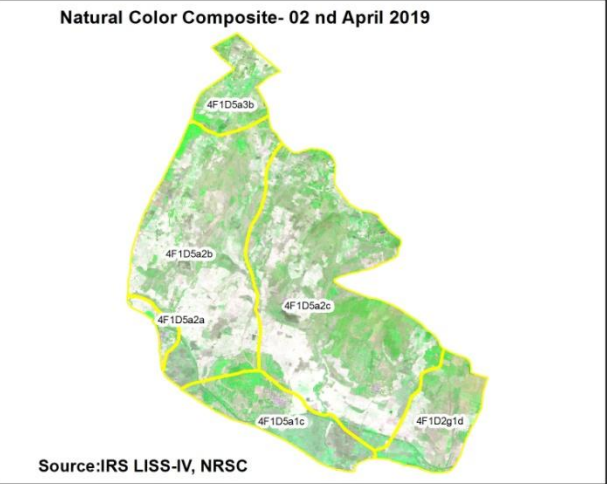 Natural Color Composite- 02 nd April 2019
4F1D5a3b
4F1D5a2b
4F1D5a2c
4F1D5a2a
4F1D5a1c
4F1D2g1d
Source:IRS LISS-IV, NRSC